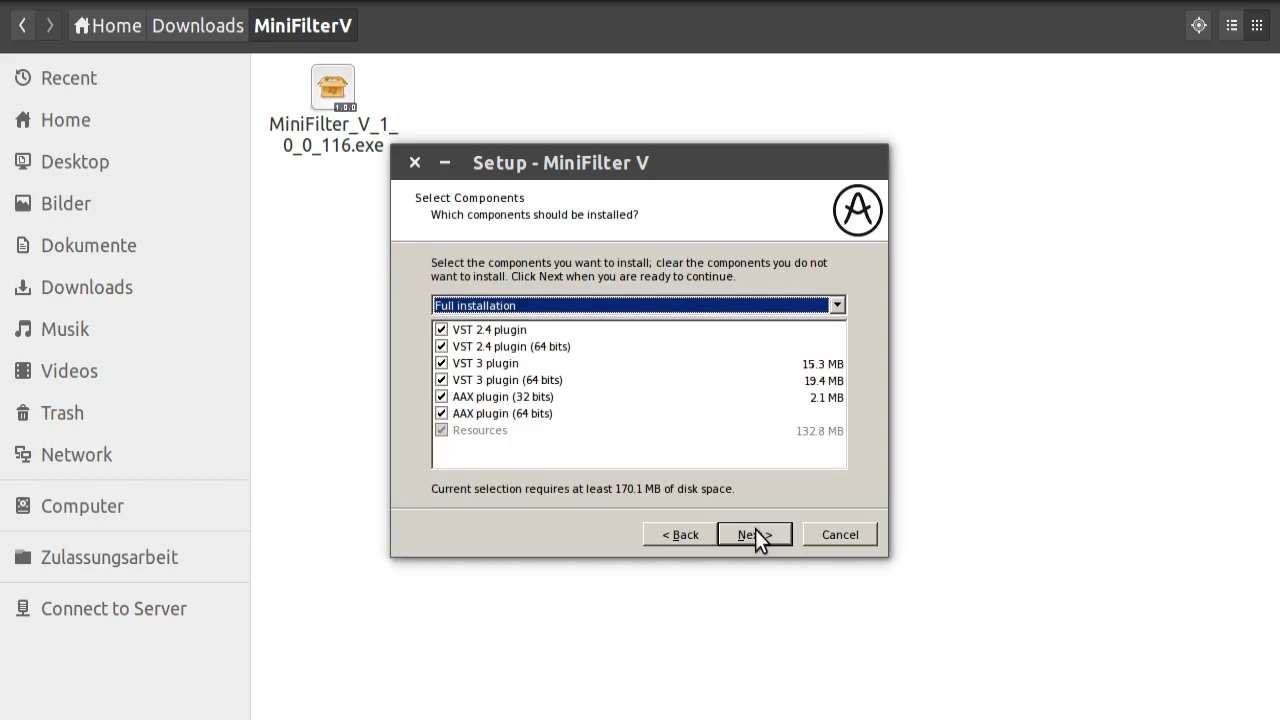 Home Downloads MiniFilterV
Recent
Home
Desktop
Bilder
Dokumente
Downloads
Musik
Videos
Trash
Network
Computer
Zulassungsarbeit
Connect to Server
1.0.0
MiniFilter_V_1_
0_0_116.exe
Setup - MiniFilter V
Select Components
Which components should be installed?
Select the components you want to install; clear the components you do not
want to install. Click Next when you are ready to continue.
Full installation
VST 2.4 plugin
VST 2.4 plugin (64 bits)
VST 3 plugin 15.3 MB
VST 3 plugin (64 bits) 19.4 MB
AAX plugin (32 bits) 2.1 MB
AAX plugin (64 bits)
Resources 132.8 MB
Current selection requires at least 170.1 MB of disk space.
< Back Next > Cancel